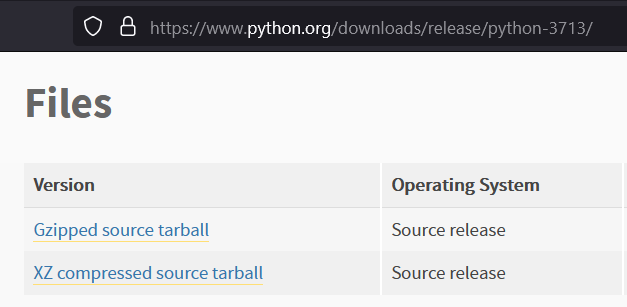 https://www.python.org/downloads/release/python-3713/
Files
Version Operating System
Gzipped source tarball Source release
XZ compressed source tarball Source release